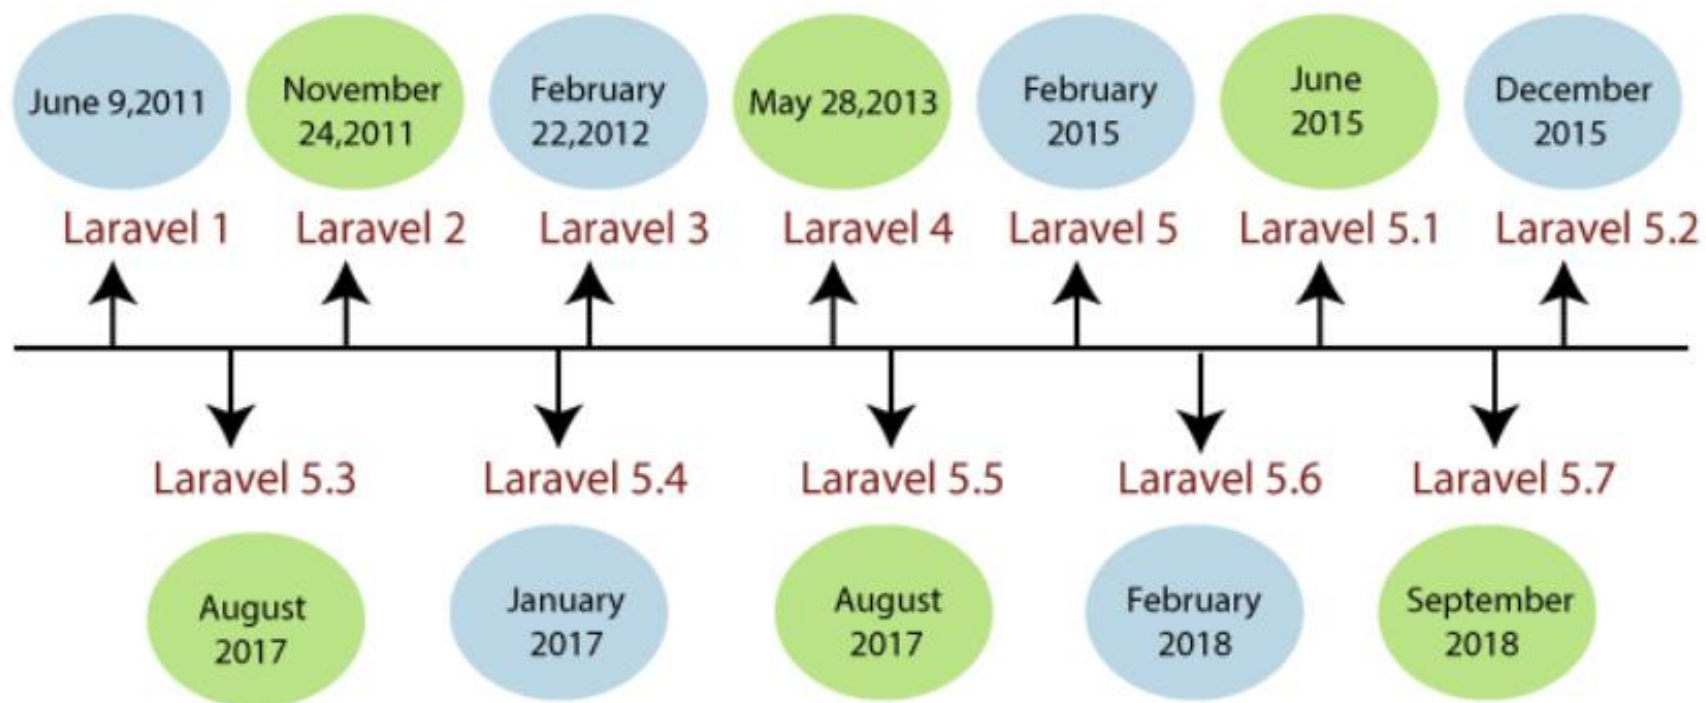 June 9,2011
November
24,2011
February
22,2012
May 28,2013
February
2015
June
2015
December
2015
Laravel 1
Laravel 2
Laravel 3
Laravel 4
Laravel 5
Laravel 5.1
Laravel 5.2
Laravel 5.3
Laravel 5.4
Laravel 5.5
Laravel 5.6
Laravel 5.7
August
2017
January
2017
August
2017
February
2018
September
2018